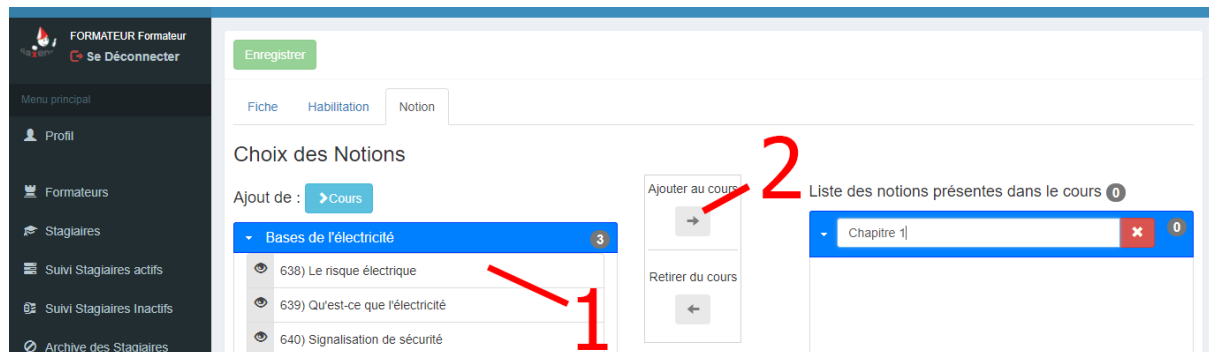 FORMATEUR Formateur
Se Déconnecter
Menu principal
Profil
Formateurs
Stagiaires
Suivi Stagiaires actifs
Suivi Stagiaires Inactifs
Archive des Stagiaires
Enregistrer
Fiche Habilitation Notion
Choix des Notions
Ajout de : Cours
Bases de l'électricité 3
638) Le risque électrique
639) Qu'est-ce que l'électricité
640) Signalisation de sécurité
1
Ajouter au cours
2
Retirer du cours
Liste des notions présentes dans le cours 0
Chapitre 1 0